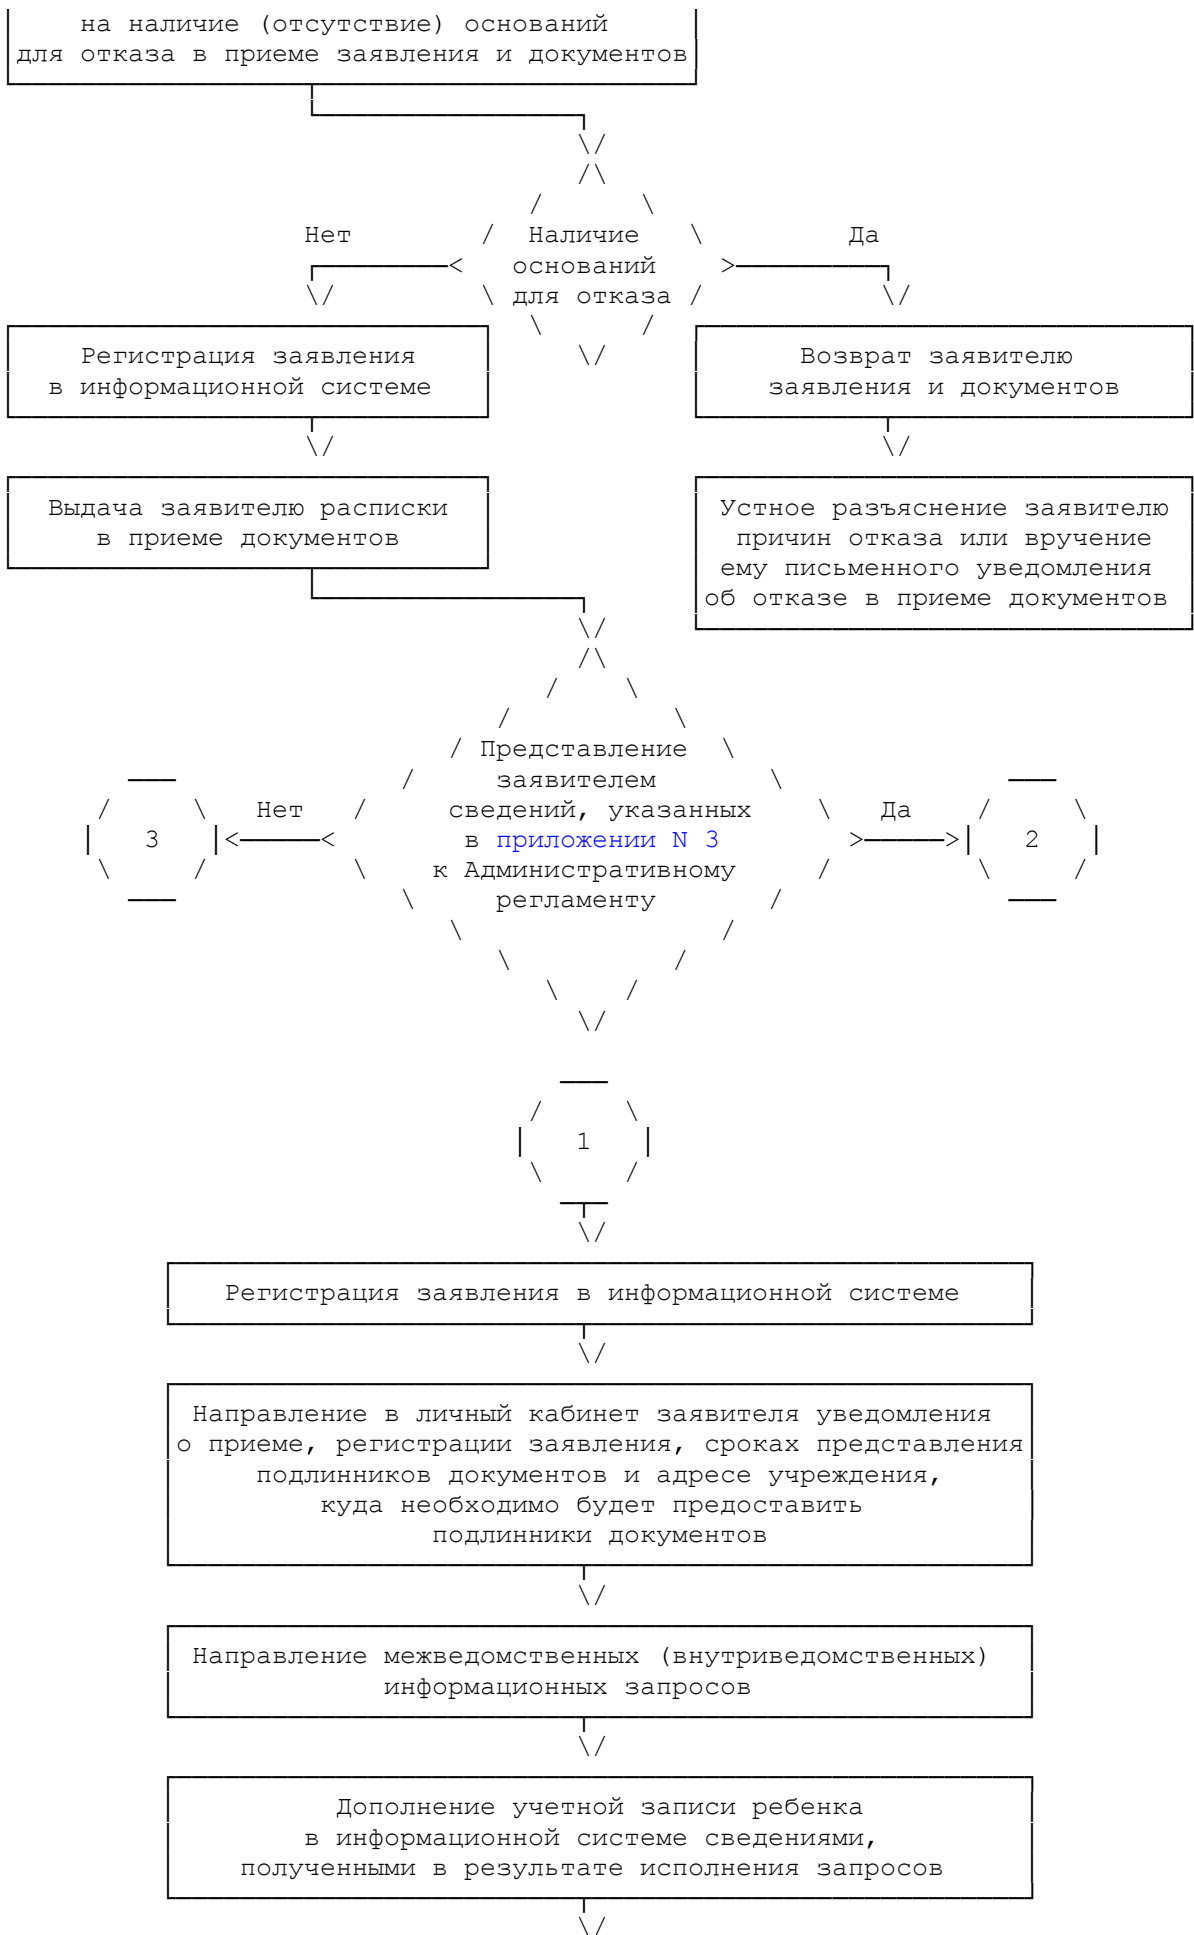 на наличие (отсутствие) оснований
для отказа в приеме заявления и документов
Нет
Наличие
оснований
для отказа
Да
Регистрация заявления
в информационной системе
Возврат заявителю
заявления и документов
Выдача заявителю расписки
в приеме документов
Устное разъяснение заявителю
причин отказа или вручение
ему письменного уведомления
об отказе в приеме документов
Представление
заявителем
сведений, указанных
в приложении N 3
к Административному
регламенту
Нет
3
Да
2
1
Регистрация заявления в информационной системе
Направление в личный кабинет заявителя уведомления
о приеме, регистрации заявления, сроках представления
подлинников документов и адресе учреждения,
куда необходимо будет предоставить
подлинники документов
Направление межведомственных (внутриведомственных)
информационных запросов
Дополнение учетной записи ребенка
в информационной системе сведениями,
полученными в результате исполнения запросов